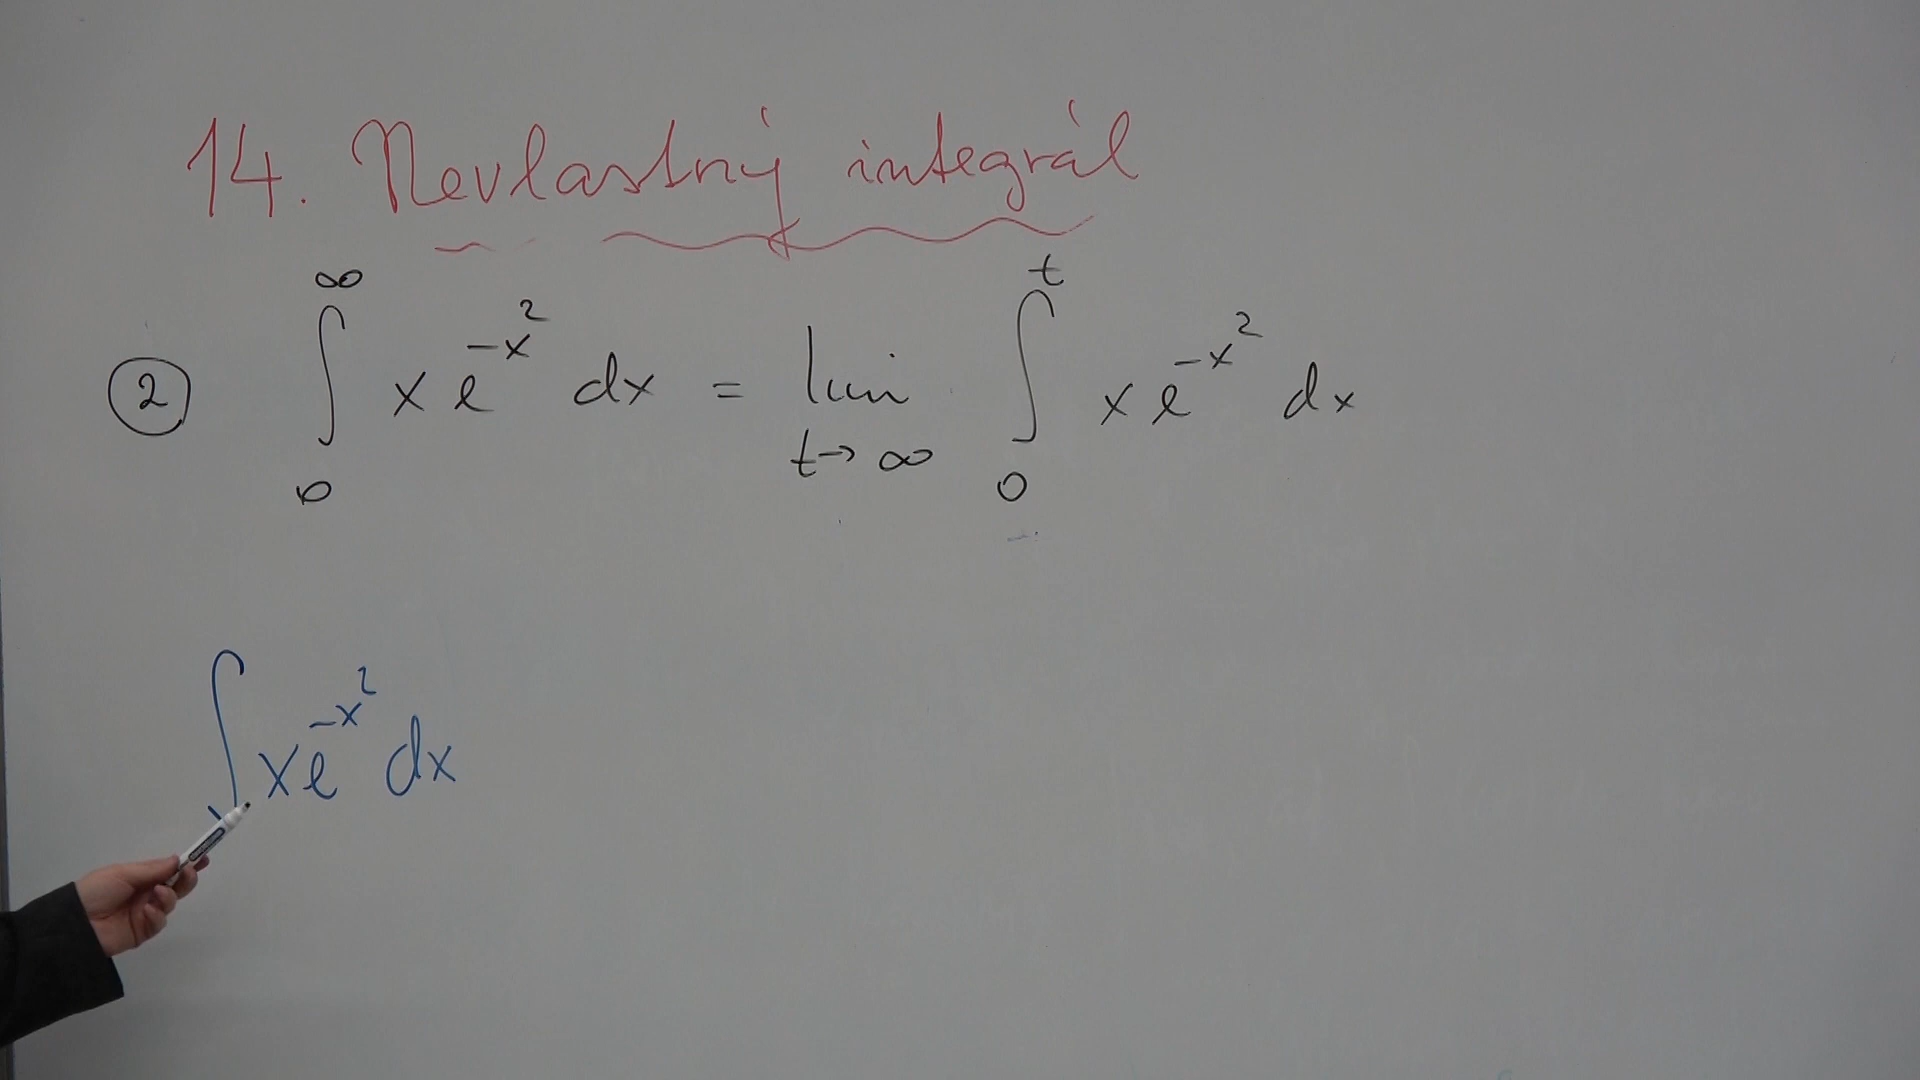 14. Nevlastný integrál
② ∫₀^∞ x e^{-x²} dx = lim_{t→∞} ∫₀^t x e^{-x²} dx
∫ x e^{-x²} dx